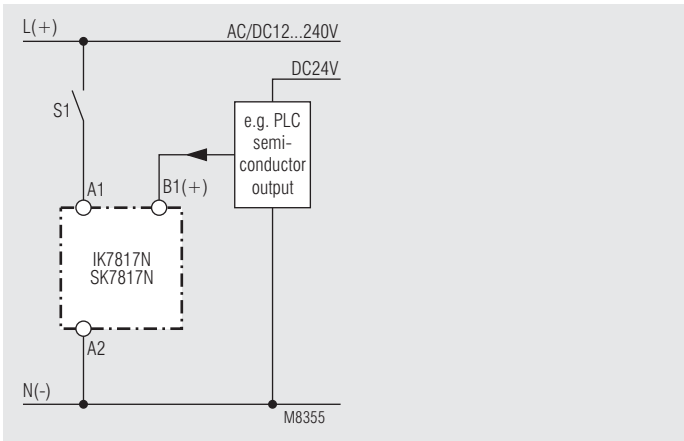 L(+)
AC/DC12...240V
DC24V
S1
e.g. PLC
semi-
conductor
output
A1
B1(+)
IK7817N
SK7817N
A2
N(-)
M8355